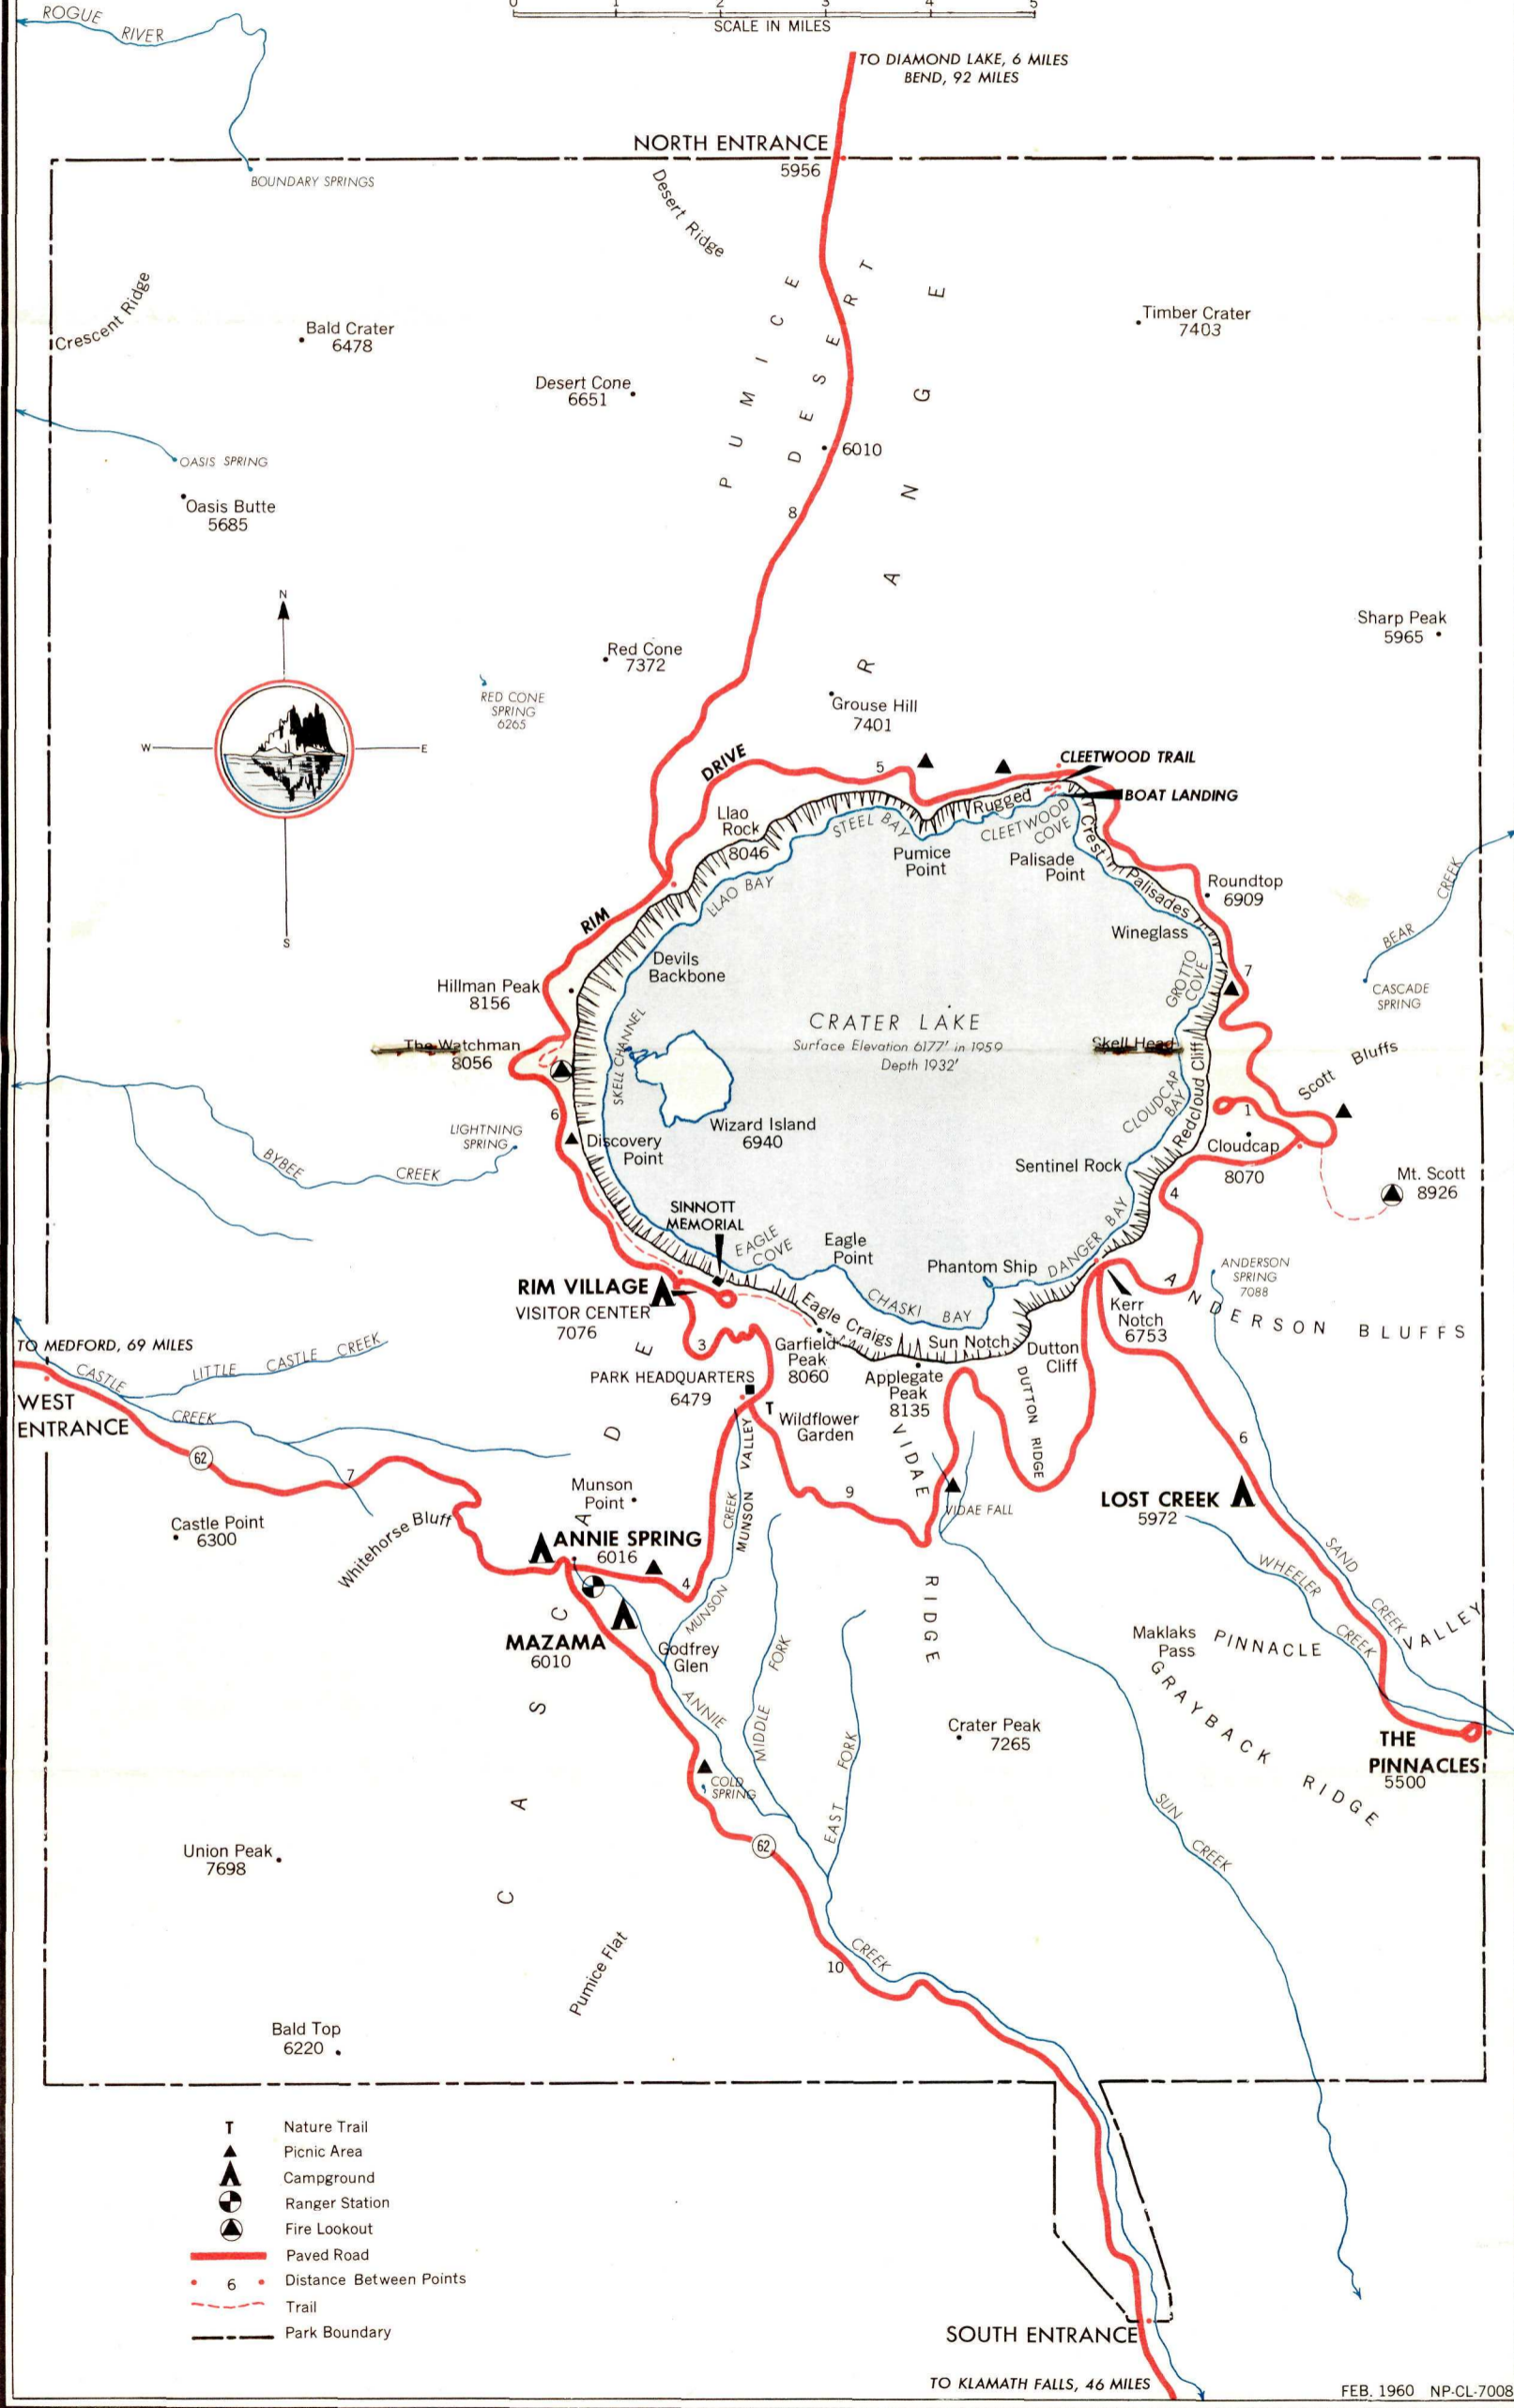 ROGUE
RIVER
0 1 2 3 4 5
SCALE IN MILES
TO DIAMOND LAKE, 6 MILES
BEND, 92 MILES
NORTH ENTRANCE
5956
BOUNDARY SPRINGS
Desert Ridge
Crescent Ridge
Bald Crater
6478
Desert Cone
6651
PUMICE
DESERT
Timber Crater
7403
6010
OASIS SPRING
Oasis Butte
5685
8
N
W
E
S
Red Cone
7372
RED CONE
SPRING
6265
Sharp Peak
5965
Grouse Hill
7401
CASCADE RANGE
RIM
DRIVE
5
CLEETWOOD TRAIL
BOAT LANDING
Llao
Rock
8046
STEEL BAY
Rugged
Crest
CLEETWOOD
COVE
Pumice
Point
Palisade
Point
LLAO BAY
Palisades
Roundtop
6909
Wineglass
BEAR
CREEK
CASCADE
SPRING
Devils
Backbone
GROTTO
COVE
7
Hillman Peak
8156
CRATER LAKE
Surface Elevation 6177' in 1959
Depth 1932'
The Watchman
8056
SKELL CHANNEL
Skell Head
Redcloud Cliff
CLOUDCAP
BAY
Scott Bluffs
6
1
LIGHTNING
SPRING
BYBEE
CREEK
Discovery
Point
Wizard Island
6940
Cloudcap
8070
Sentinel Rock
Mt. Scott
8926
4
SINNOTT
MEMORIAL
EAGLE
COVE
Eagle
Point
Phantom Ship
DANGER BAY
ANDERSON
SPRING
7088
RIM VILLAGE
VISITOR CENTER
7076
Eagle Craigs
CHASKI BAY
Kerr
Notch
6753
ANDERSON BLUFFS
3
Garfield
Peak
8060
Sun Notch
Dutton
Cliff
Applegate
Peak
8135
DUTTON RIDGE
TO MEDFORD, 69 MILES
CASTLE
CREEK
LITTLE CASTLE CREEK
WEST
ENTRANCE
PARK HEADQUARTERS
6479
T
Wildflower
Garden
VIDAE
RIDGE
62
7
6
9
VIDAE FALL
LOST CREEK
5972
Munson
Point
MUNSON VALLEY
MUNSON
CREEK
Castle Point
6300
Whitehorse Bluff
ANNIE SPRING
6016
4
MAZAMA
6010
Godfrey
Glen
SAND
CREEK
WHEELER
CREEK
Maklaks
Pass
PINNACLE
VALLEY
GRAYBACK RIDGE
MIDDLE
FORK
EAST
FORK
ANNIE
CREEK
Crater Peak
7265
COLD
SPRING
THE
PINNACLES
5500
SUN
CREEK
62
Union Peak
7698
Pumice Flat
10
Bald Top
6220
T Nature Trail
Picnic Area
Campground
Ranger Station
Fire Lookout
Paved Road
6 Distance Between Points
Trail
Park Boundary
SOUTH ENTRANCE
TO KLAMATH FALLS, 46 MILES
FEB. 1960 NP-CL-7008